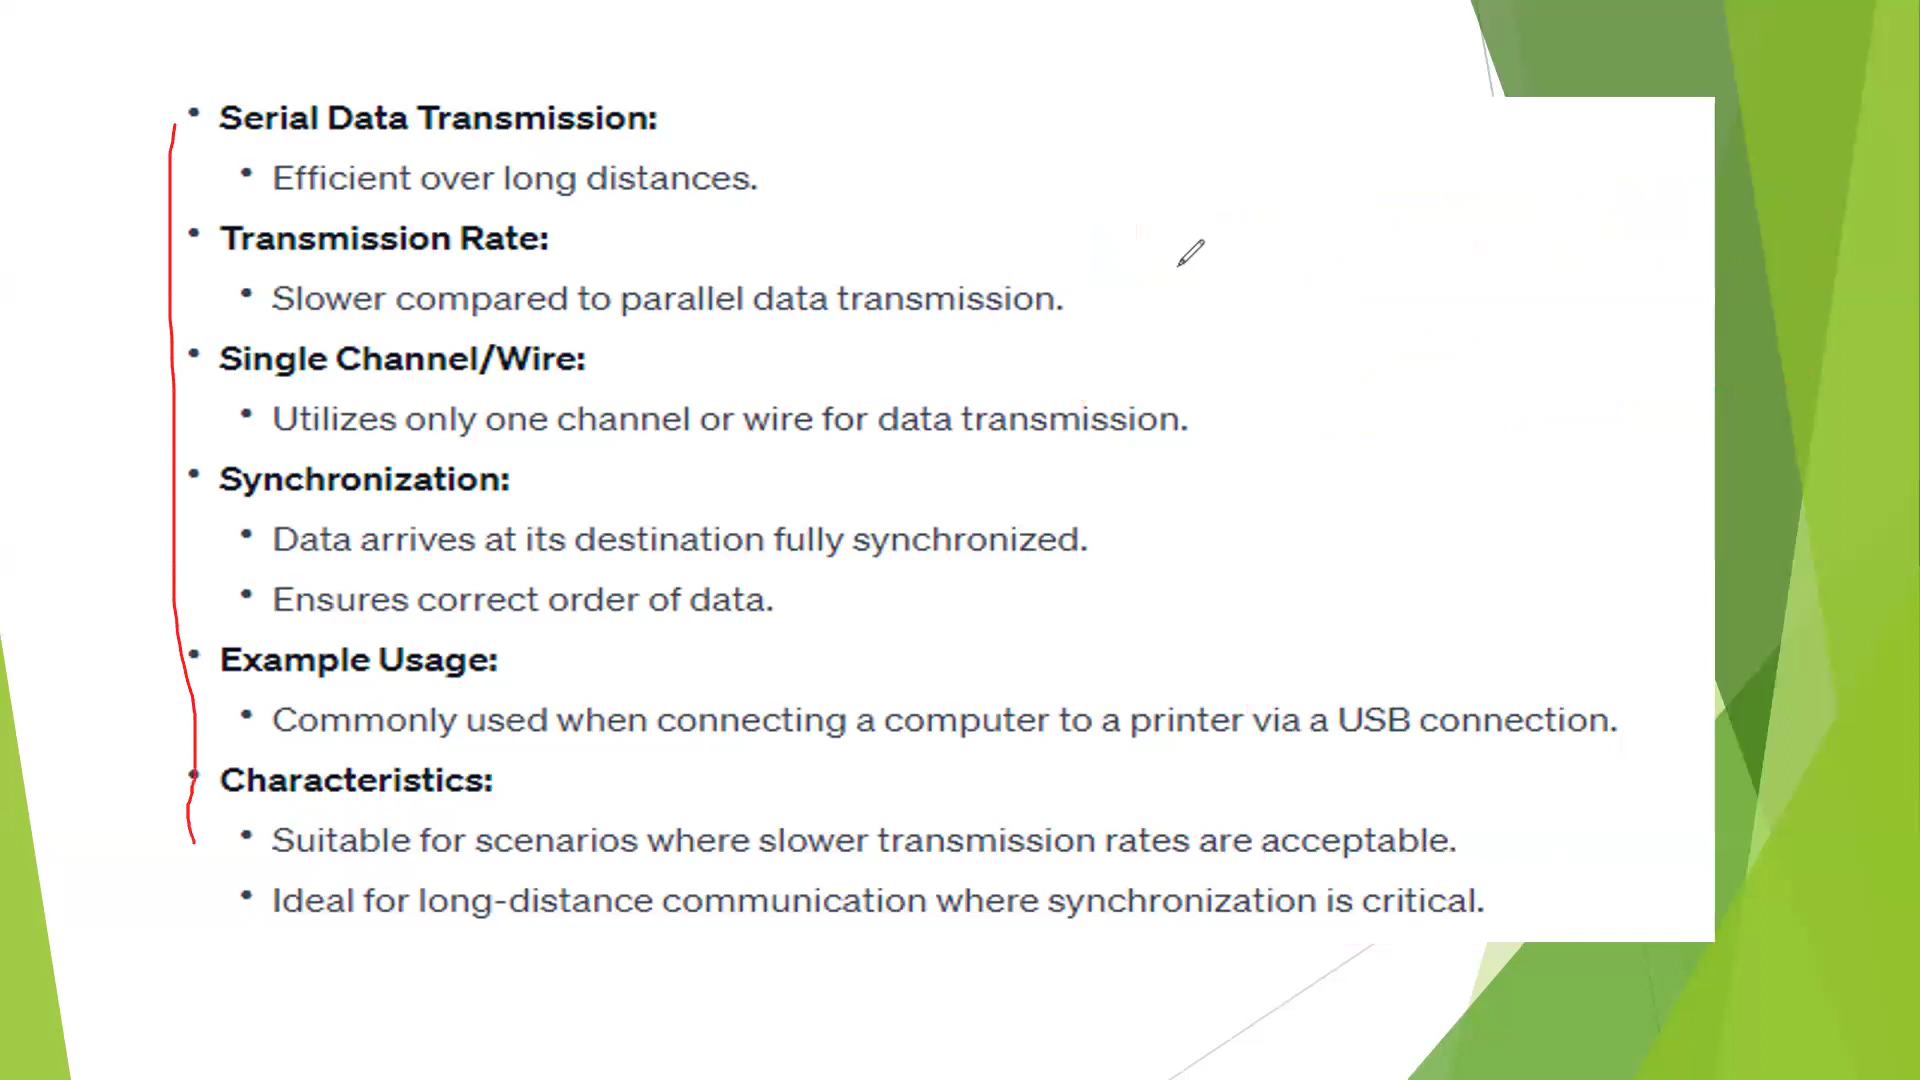 • Serial Data Transmission:
• Efficient over long distances.
• Transmission Rate:
• Slower compared to parallel data transmission.
• Single Channel/Wire:
• Utilizes only one channel or wire for data transmission.
• Synchronization:
• Data arrives at its destination fully synchronized.
• Ensures correct order of data.
• Example Usage:
• Commonly used when connecting a computer to a printer via a USB connection.
• Characteristics:
• Suitable for scenarios where slower transmission rates are acceptable.
• Ideal for long-distance communication where synchronization is critical.